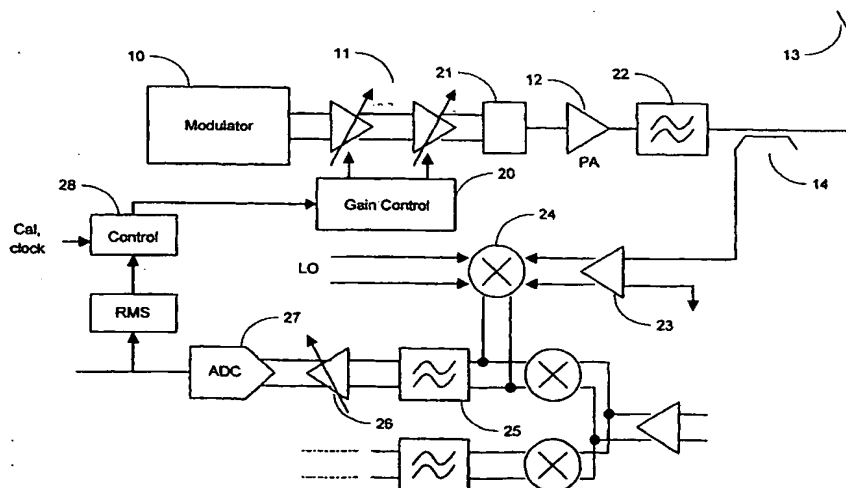 10
11
21
12
22
13
Modulator
PA
14
20
Gain Control
28
Cal,
clock
Control
24
LO
23
RMS
27
ADC
26
25